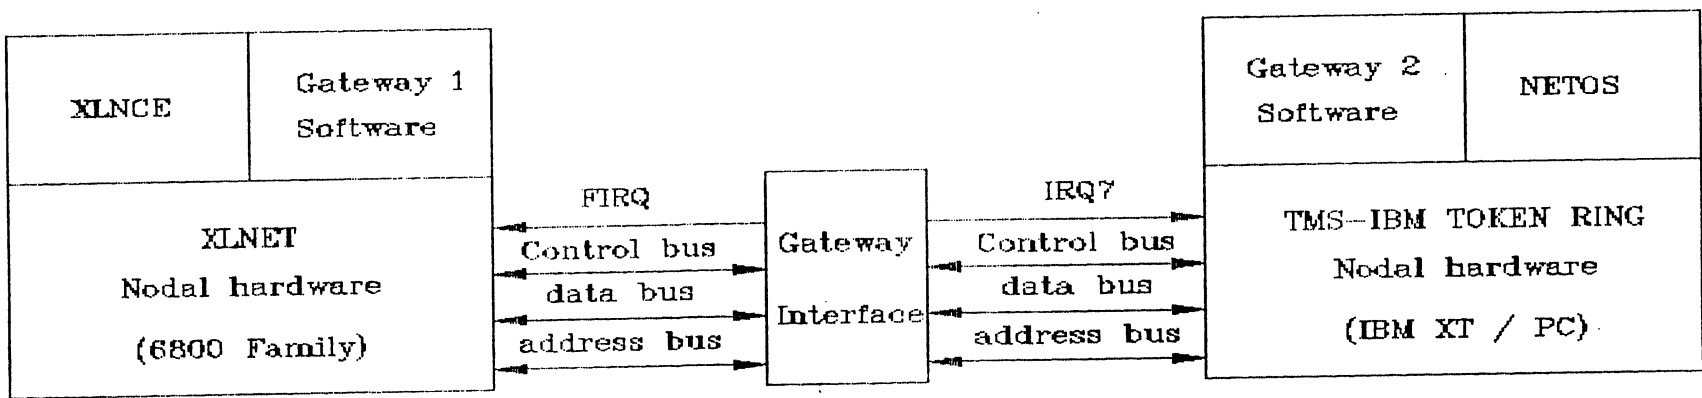 XLNCE
Gateway 1
Software
XLNET
Nodal hardware
(6800 Family)
FIRQ
Control bus
data bus
address bus
Gateway
Interface
IRQ7
Control bus
data bus
address bus
Gateway 2
Software
NETOS
TMS-IBM TOKEN RING
Nodal hardware
(IBM XT / PC)